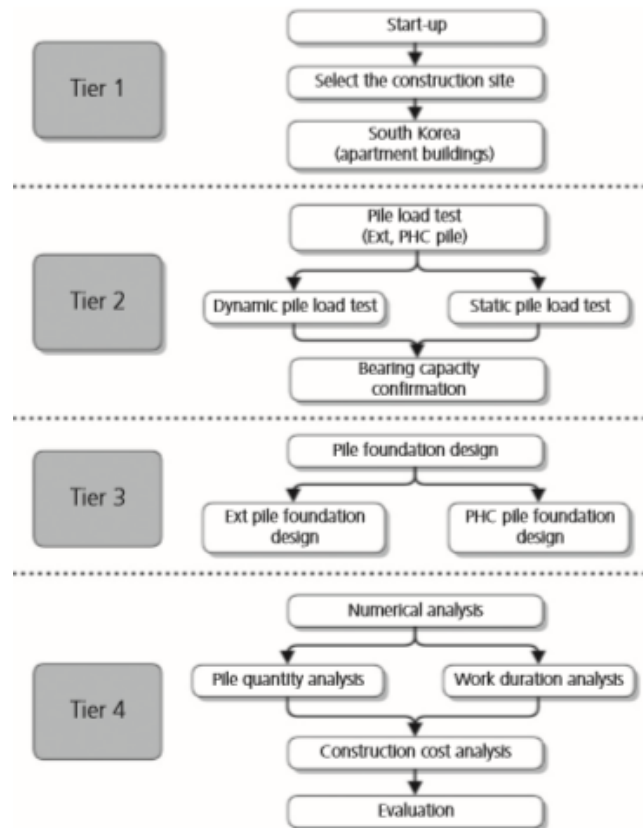 Tier 1
Start-up
Select the construction site
South Korea
(apartment buildings)
Tier 2
Pile load test
(Ext, PHC pile)
Dynamic pile load test
Static pile load test
Bearing capacity
confirmation
Tier 3
Pile foundation design
Ext pile foundation
design
PHC pile foundation
design
Tier 4
Numerical analysis
Pile quantity analysis
Work duration analysis
Construction cost analysis
Evaluation